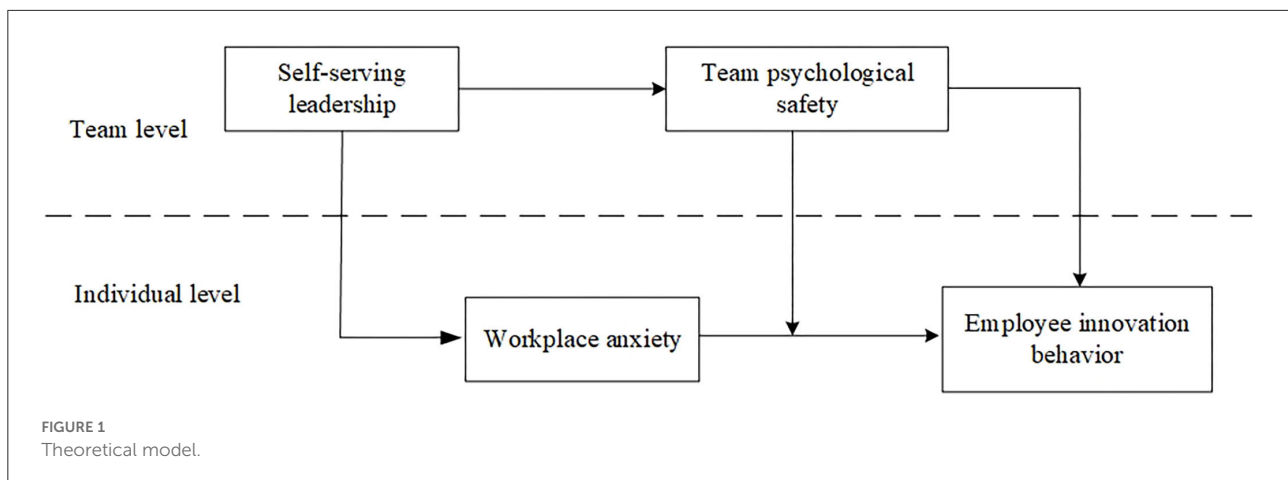 Self-serving
leadership
Team psychological
safety
Team level
Individual level
Workplace anxiety
Employee innovation
behavior
FIGURE 1
Theoretical model.